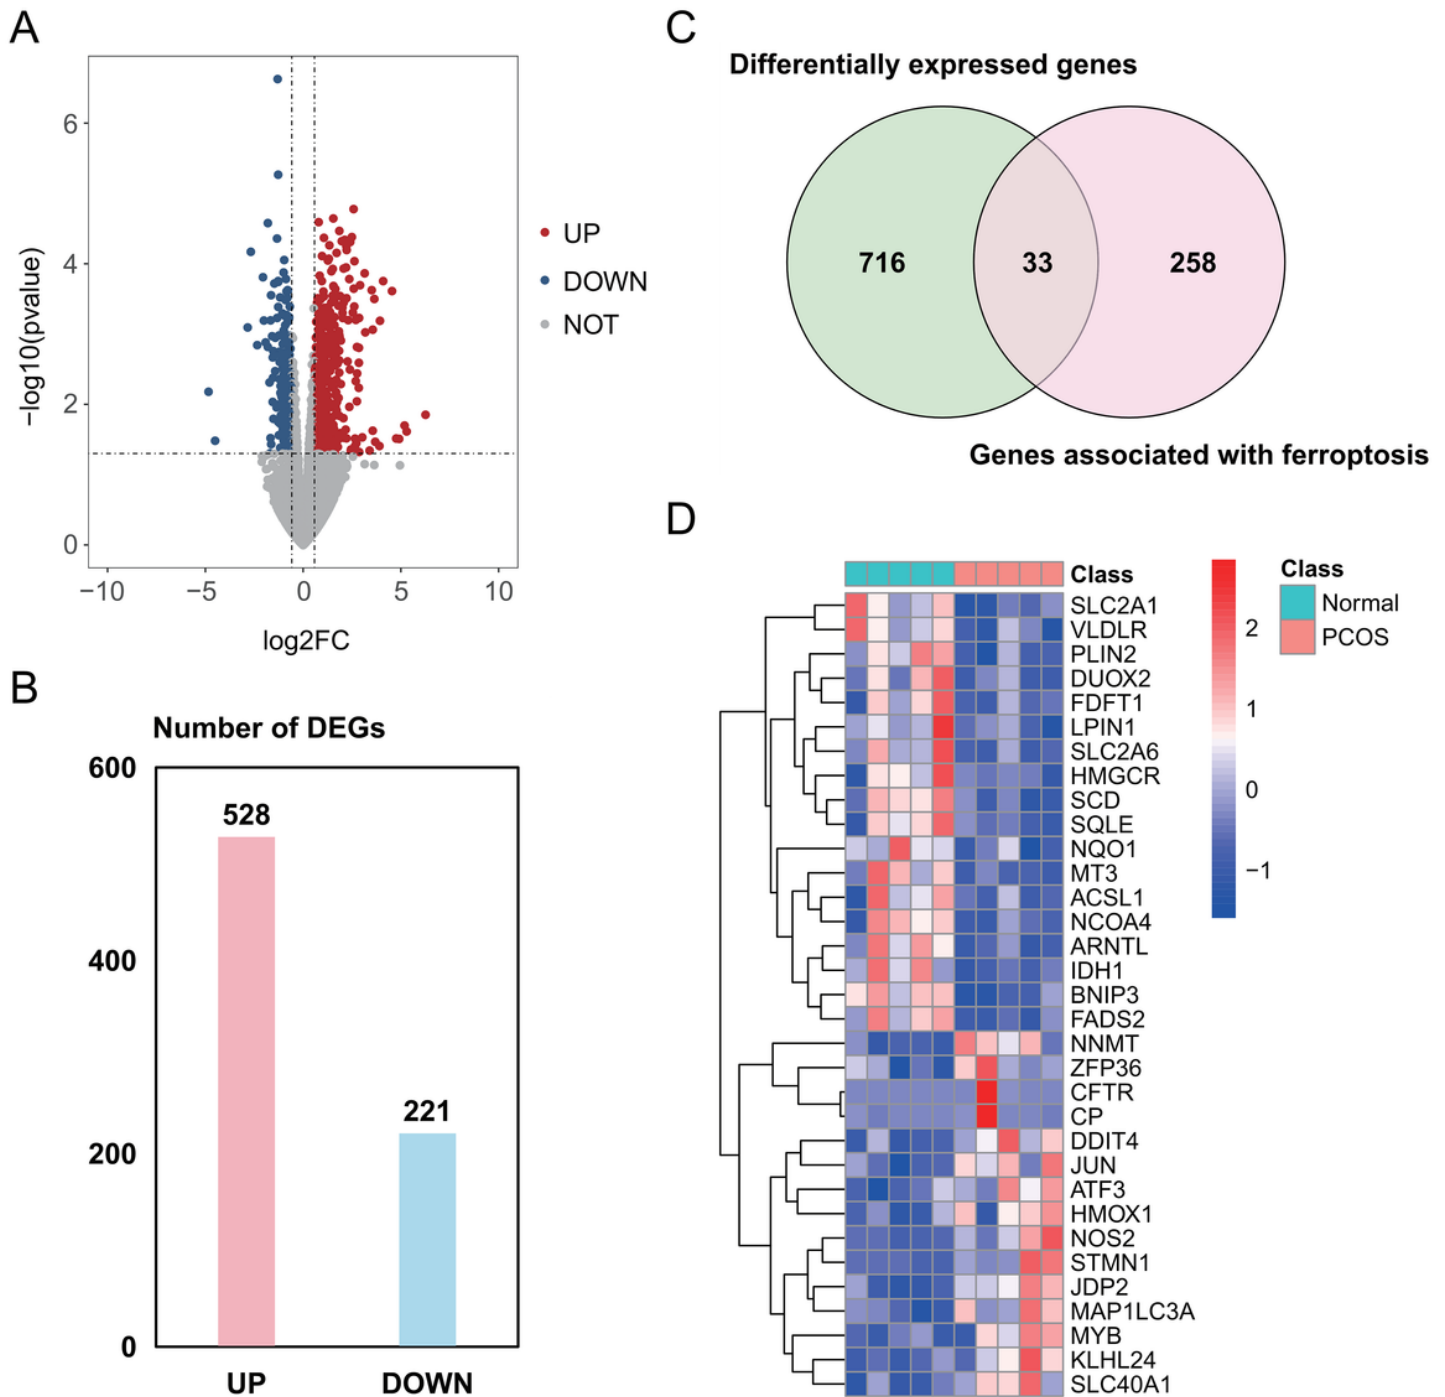 A
6
4
2
0
−10
−5
0
5
10
−log10(pvalue)
log2FC
UP
DOWN
NOT
B
Number of DEGs
600
400
200
0
528
221
UP
DOWN
C
Differentially expressed genes
716
33
258
Genes associated with ferroptosis
D
Class
SLC2A1
VLDLR
PLIN2
DUOX2
FDFT1
LPIN1
SLC2A6
HMGCR
SCD
SQLE
NQO1
MT3
ACSL1
NCOA4
ARNTL
IDH1
BNIP3
FADS2
NNMT
ZFP36
CFTR
CP
DDIT4
JUN
ATF3
HMOX1
NOS2
STMN1
JDP2
MAP1LC3A
MYB
KLHL24
SLC40A1
2
1
0
−1
Class
Normal
PCOS